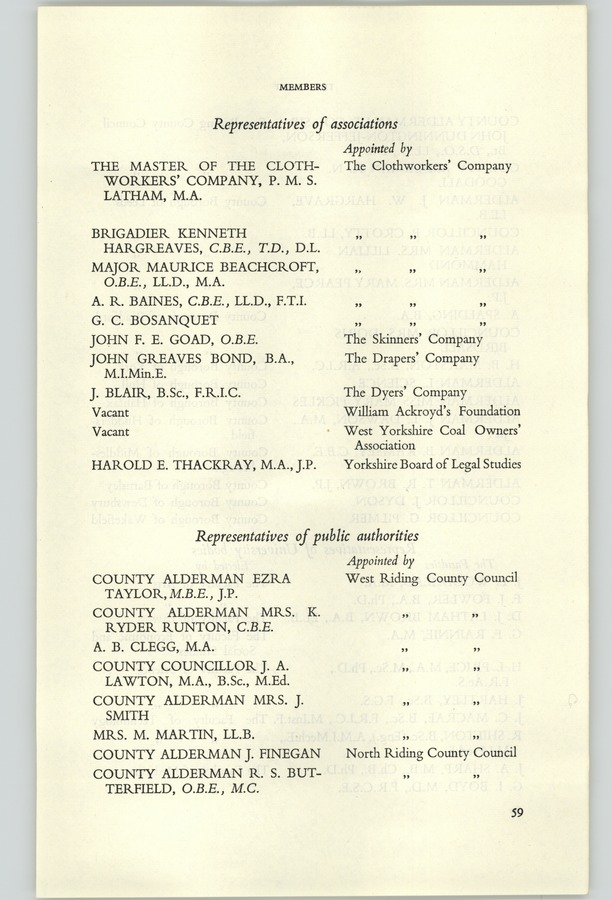 MEMBERS
Representatives of associations
Appointed by
THE MASTER OF THE CLOTH- The Clothworkers' Company
WORKERS' COMPANY, P. M. S.
LATHAM, M.A.
BRIGADIER KENNETH ,, ,, ,,
HARGREAVES, C.B.E., T.D., D.L.
MAJOR MAURICE BEACHCROFT, ,, ,, ,,
O.B.E., LL.D., M.A.
A. R. BAINES, C.B.E., LL.D., F.T.I. ,, ,, ,,
G. C. BOSANQUET ,, ,, ,,
JOHN F. E. GOAD, O.B.E. The Skinners' Company
JOHN GREAVES BOND, B.A., The Drapers' Company
M.I.Min.E.
J. BLAIR, B.Sc., F.R.I.C. The Dyers' Company
Vacant William Ackroyd's Foundation
Vacant West Yorkshire Coal Owners'
Association
HAROLD E. THACKRAY, M.A., J.P. Yorkshire Board of Legal Studies
Representatives of public authorities
Appointed by
COUNTY ALDERMAN EZRA West Riding County Council
TAYLOR, M.B.E., J.P.
COUNTY ALDERMAN MRS. K. ,, ,,
RYDER RUNTON, C.B.E.
A. B. CLEGG, M.A. ,, ,,
COUNTY COUNCILLOR J. A. ,, ,,
LAWTON, M.A., B.Sc., M.Ed.
COUNTY ALDERMAN MRS. J. ,, ,,
SMITH
MRS. M. MARTIN, LL.B. ,, ,,
COUNTY ALDERMAN J. FINEGAN North Riding County Council
COUNTY ALDERMAN R. S. BUT- ,, ,,
TERFIELD, O.B.E., M.C.
59